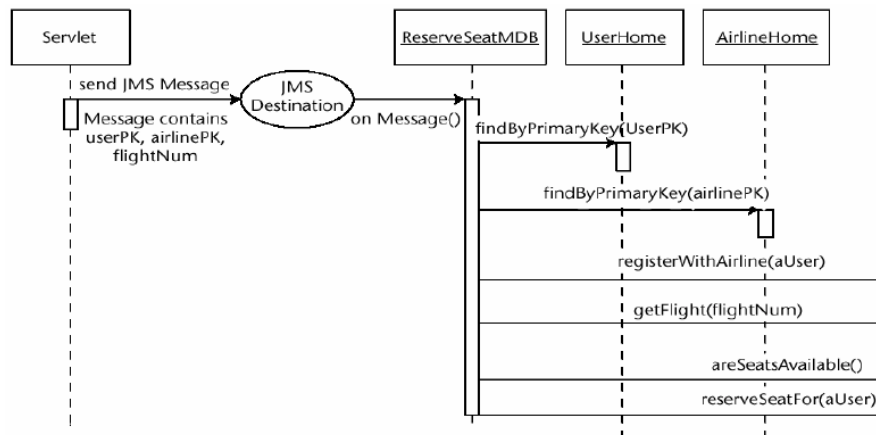 Servlet
ReserveSeatMDB
UserHome
AirlineHome
send JMS Message
JMS
Destination
Message contains
userPK, airlinePK,
flightNum
on Message()
findByPrimaryKey(UserPK)
findByPrimaryKey(airlinePK)
registerWithAirline(aUser)
getFlight(flightNum)
areSeatsAvailable()
reserveSeatFor(aUser)